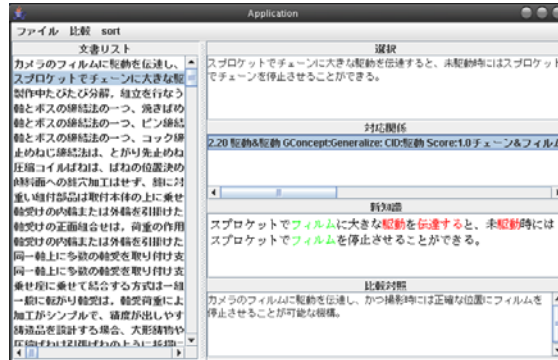 Application
ファイル 比較 sort
文書リスト
カメラのフィルムに駆動を伝達し、
スプロケットでチェーンに大きな駆
製作中たびたび分解，組立を行なう
軸とボスの締結法の一つ、焼きばめ
軸とボスの締結法の一つ、ピン締結
軸とボスの締結法の一つ、コック締
止めねじ締結法は、とがり先止めね
圧縮コイルばねは、ばねの位置決め
傾斜面への穴加工はせず、
重い組付部品は取付本体の上に乗せ
軸受けの内輪または外輪を引掛けた
軸受けの正面組合せは、荷重の作用
軸受けの内輪または外輪を引掛けた
同一軸上に多数の軸受を取り付け支
同一軸上に多数の軸受を取り付け支
乗せ座に乗せて結合する方式は一組
一般に転がり軸受は、軸受荷重によ
加工がシンプルで、精度が出しやす
鋳造品を設計する場合、大形鋳物や
選択
スプロケットでチェーンに大きな駆動を伝達すると、未駆動時にはスプロケット
でチェーンを停止させることができる。
対応関係
2.20 駆動&駆動 GConcept:Generalize: CID:駆動 Score:1.0 チェーン&フィルム
新知識
スプロケットでフィルムに大きな駆動を伝達すると、未駆動時には
スプロケットでフィルムを停止させることができる。
比較対照
カメラのフィルムに駆動を伝達し、かつ撮影時には正確な位置にフィルムを
停止させることが可能な機構。